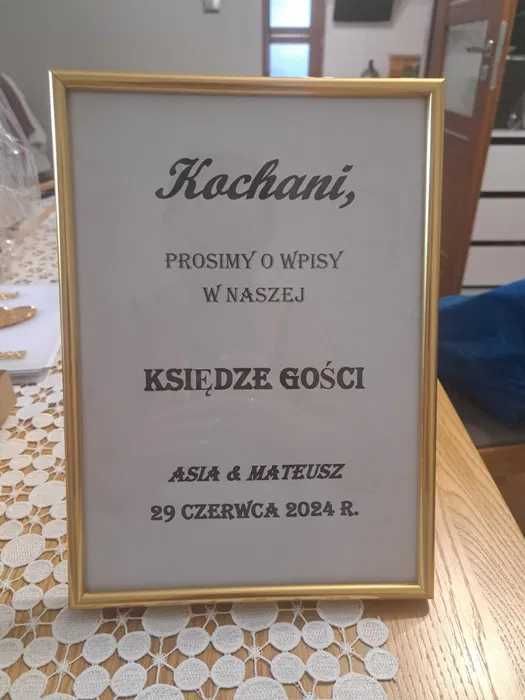 Kochani,
PROSIMY O WPISY
W NASZEJ
KSIĘDZE GOŚCI
ASIA & MATEUSZ
29 CZERWCA 2024 R.